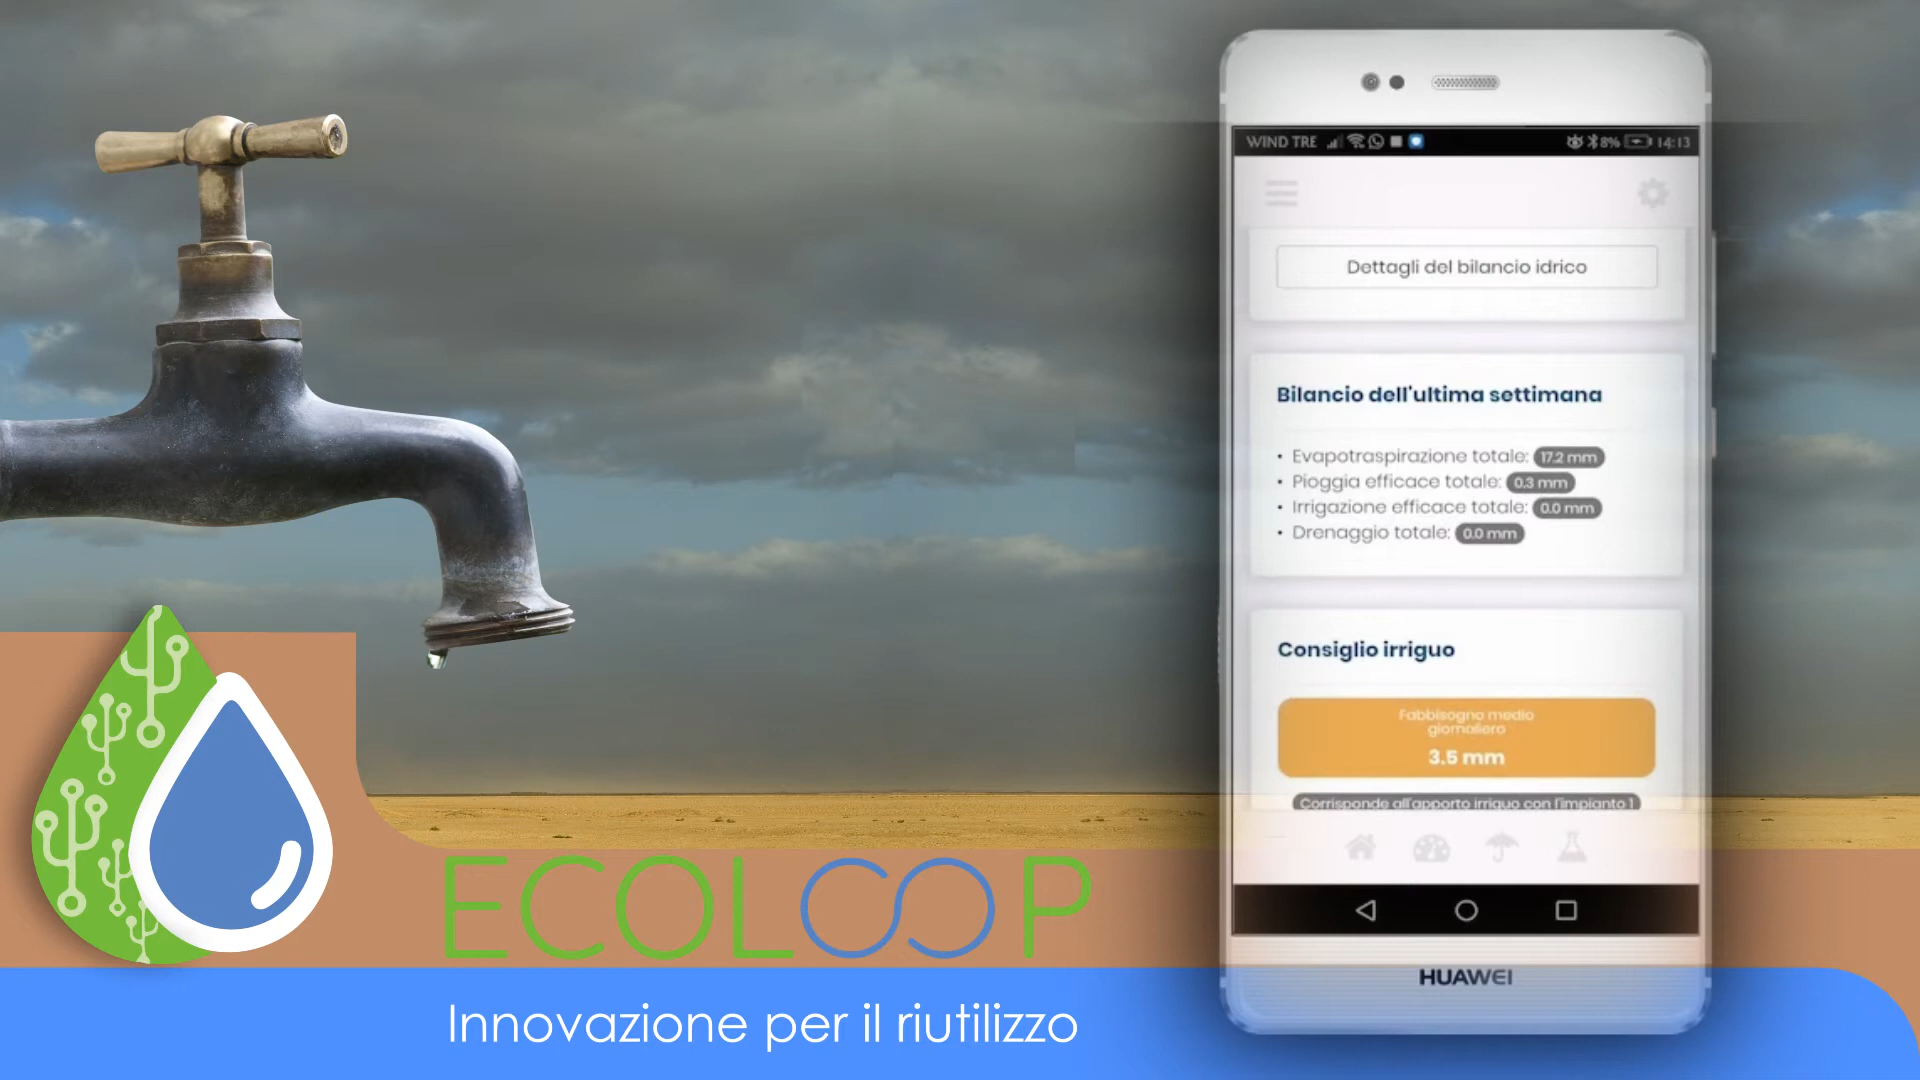 WIND TRE
8% 14:13
Dettagli del bilancio idrico
Bilancio dell'ultima settimana
• Evapotraspirazione totale: 17.2 mm
• Pioggia efficace totale: 0.3 mm
• Irrigazione efficace totale: 0.0 mm
• Drenaggio totale: 0.0 mm
Consiglio irriguo
Fabbisogno medio
giornaliero
3.5 mm
Corrisponde all'apporto irriguo con l'impianto 1
HUAWEI
ECOLOOP
Innovazione per il riutilizzo